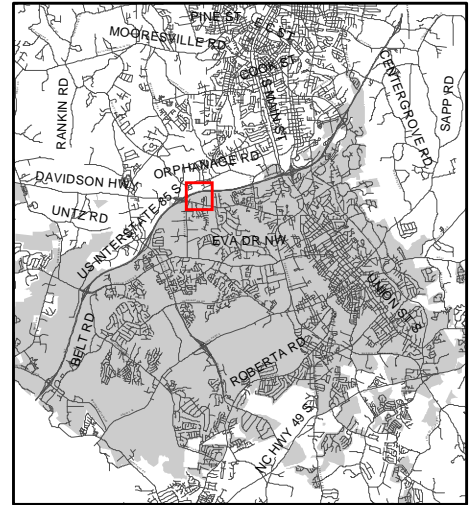 PINE ST
E F ST
MOORESVILLE RD
COOK ST
S MAIN ST
CENTERGROVE RD
SAPP RD
RANKIN RD
ORPHANAGE RD
DAVIDSON HWY
UNTZ RD
US INTERSTATE 85 S
EVA DR NW
UNION ST S
BELT RD
ROBERTA RD
NC HWY 49 S